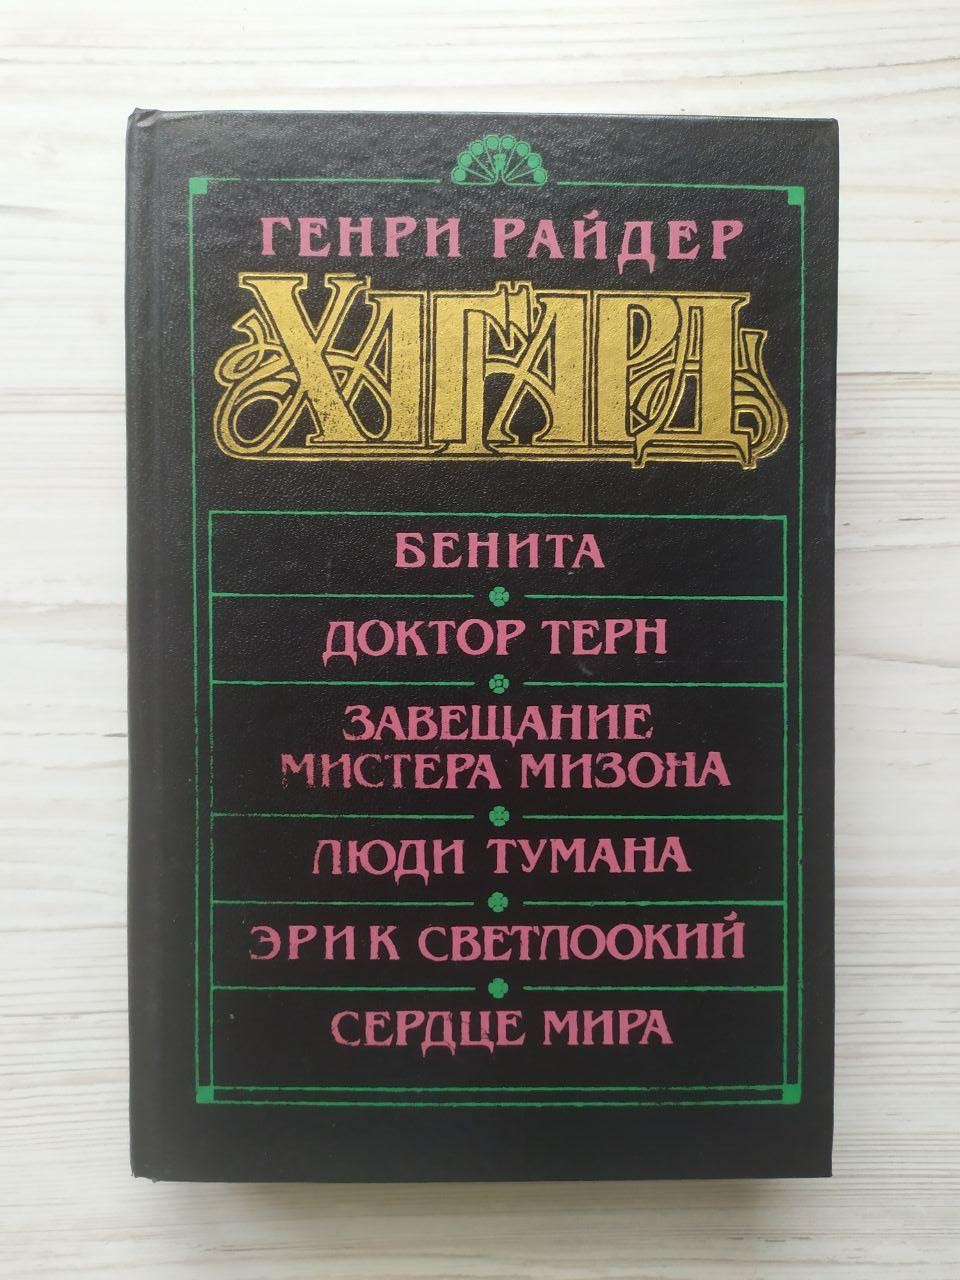 ГЕНРИ РАЙДЕР
ХАГГАРД
БЕНИТА
ДОКТОР ТЕРН
ЗАВЕЩАНИЕ
МИСТЕРА МИЗОНА
ЛЮДИ ТУМАНА
ЭРИК СВЕТЛООКИЙ
СЕРДЦЕ МИРА